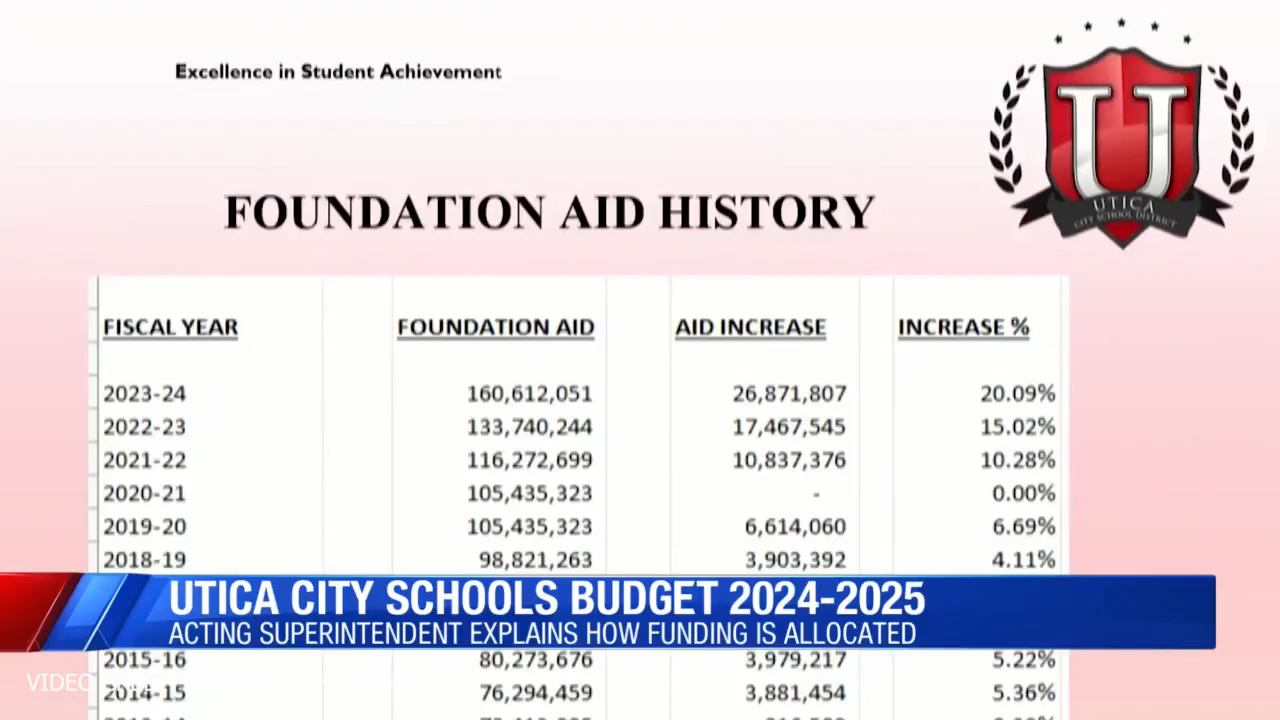 Excellence in Student Achievement
UTICA
CITY SCHOOL DISTRICT
FOUNDATION AID HISTORY
FISCAL YEAR FOUNDATION AID AID INCREASE INCREASE %
2023-24 160,612,051 26,871,807 20.09%
2022-23 133,740,244 17,467,545 15.02%
2021-22 116,272,699 10,837,376 10.28%
2020-21 105,435,323 - 0.00%
2019-20 105,435,323 6,614,060 6.69%
2018-19 98,821,263 3,903,392 4.11%
UTICA CITY SCHOOLS BUDGET 2024-2025
ACTING SUPERINTENDENT EXPLAINS HOW FUNDING IS ALLOCATED
2015-16 80,273,676 3,979,217 5.22%
VIDEO
2014-15 76,294,459 3,881,454 5.36%